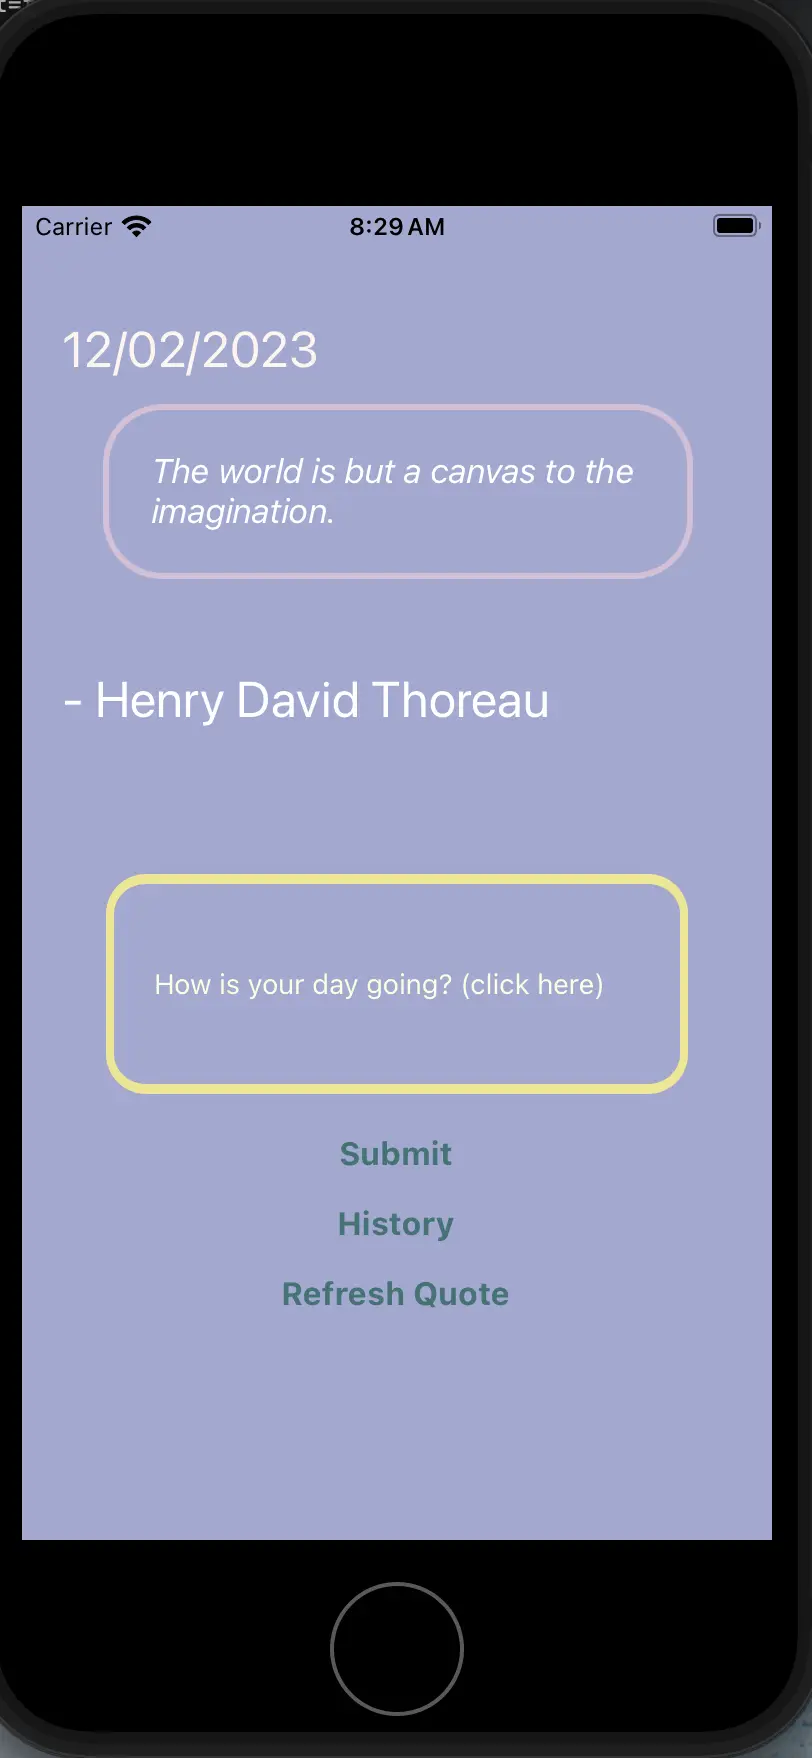 Carrier
8:29 AM
12/02/2023
The world is but a canvas to the
imagination.
- Henry David Thoreau
How is your day going? (click here)
Submit
History
Refresh Quote